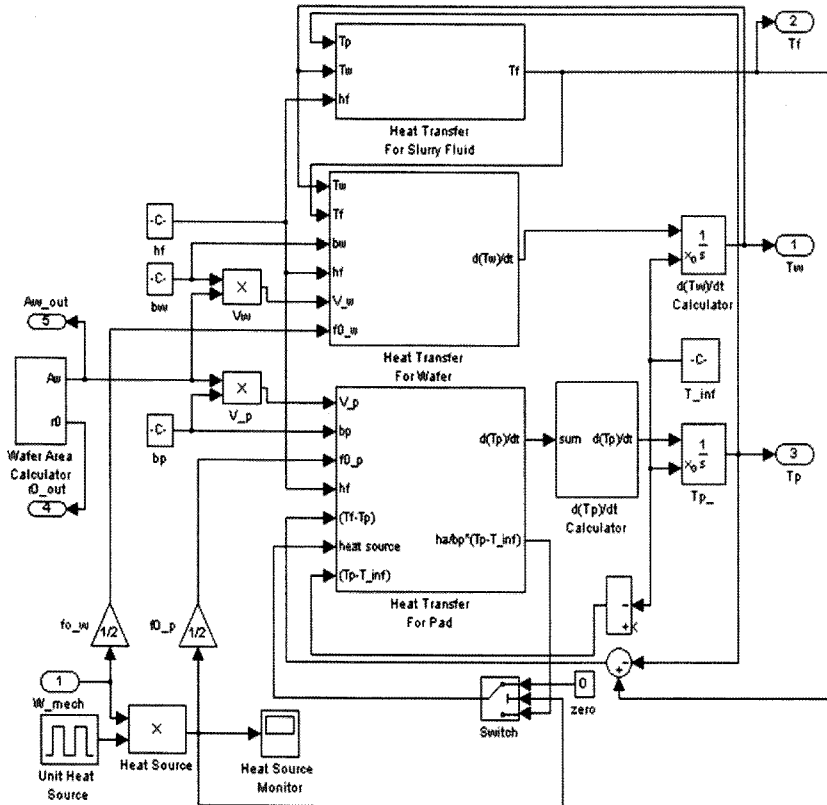 2
Tf
Tp
Tw
hf
Tf
Heat Transfer
For Slurry Fluid
-C-
hf
-C-
bw
×
Vw
Tw
Tf
bw
hf
V_w
f0_w
d(Tw)/dt
Heat Transfer
For Wafer
1
s
x₀
d(Tw)/dt
Calculator
1
Tw
-C-
T_inf
Aw_out
5
Aw
r0
Wafer Area
Calculator
r0_out
4
×
V_p
-C-
bp
V_p
bp
f0_p
hf
(Tf-Tp)
heat source
(Tp-T_inf)
d(Tp)/dt
ha/bp*(Tp-T_inf)
Heat Transfer
For Pad
sum
d(Tp)/dt
d(Tp)/dt
Calculator
1
s
x₀
Tp_
3
Tp
-
+
-
+
fo_w
1/2
f0_p
1/2
1
W_mech
Unit Heat
Source
×
Heat Source
Heat Source
Monitor
Switch
0
zero